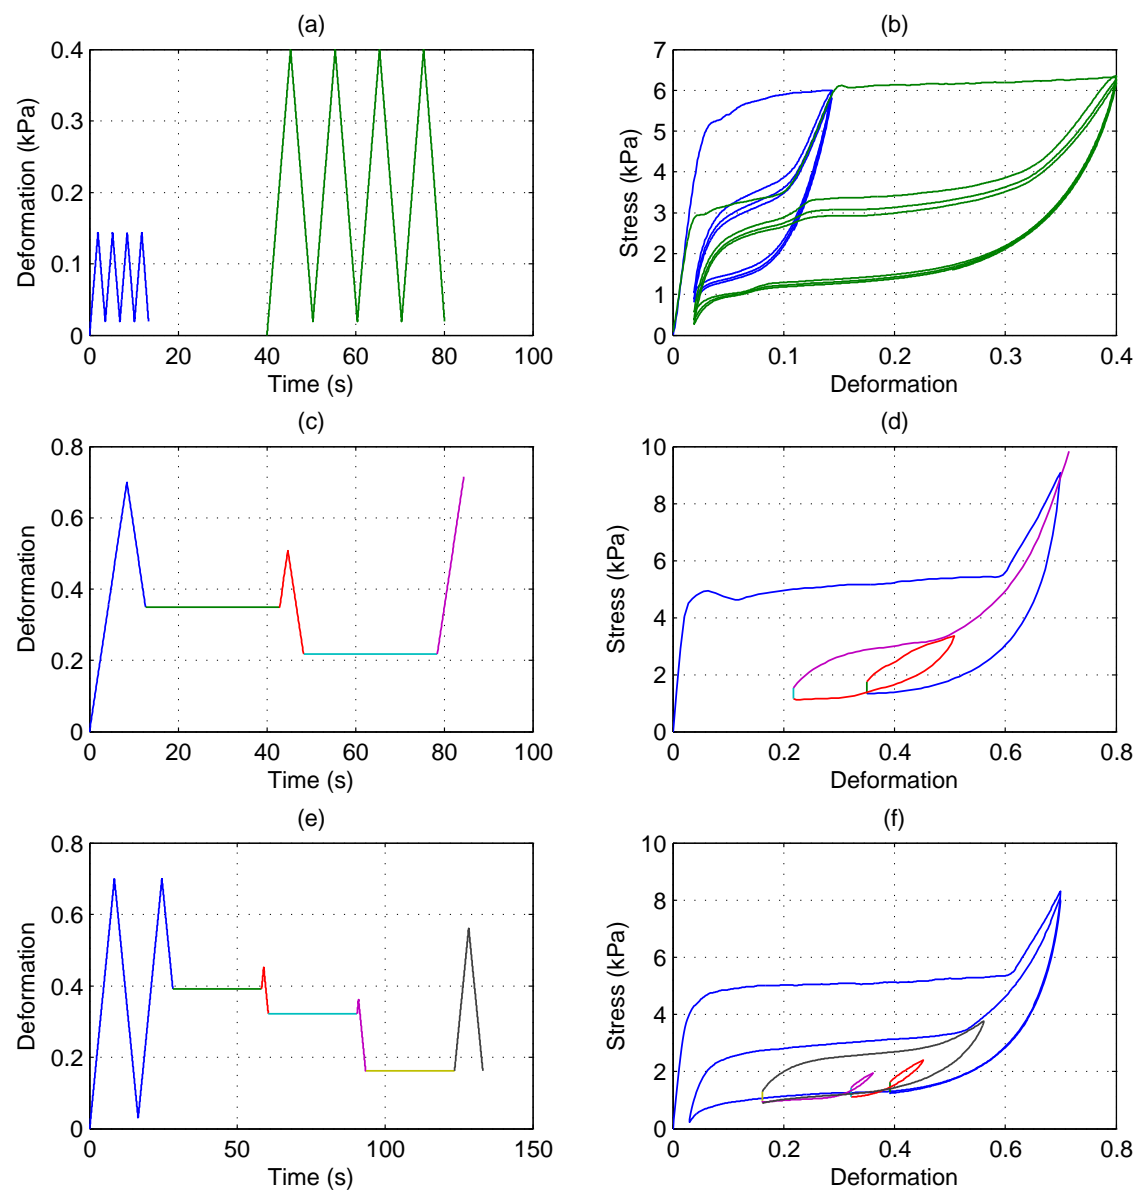 (a)
(b)
0.4
0.3
0.2
0.1
0
0 20 40 60 80 100
Deformation (kPa)
Time (s)
7
6
5
4
3
2
1
0
0 0.1 0.2 0.3 0.4
Stress (kPa)
Deformation
(c)
(d)
0.8
0.6
0.4
0.2
0
0 20 40 60 80 100
Deformation
Time (s)
10
8
6
4
2
0
0 0.2 0.4 0.6 0.8
Stress (kPa)
Deformation
(e)
(f)
0.8
0.6
0.4
0.2
0
0 50 100 150
Deformation
Time (s)
10
8
6
4
2
0
0 0.2 0.4 0.6 0.8
Stress (kPa)
Deformation